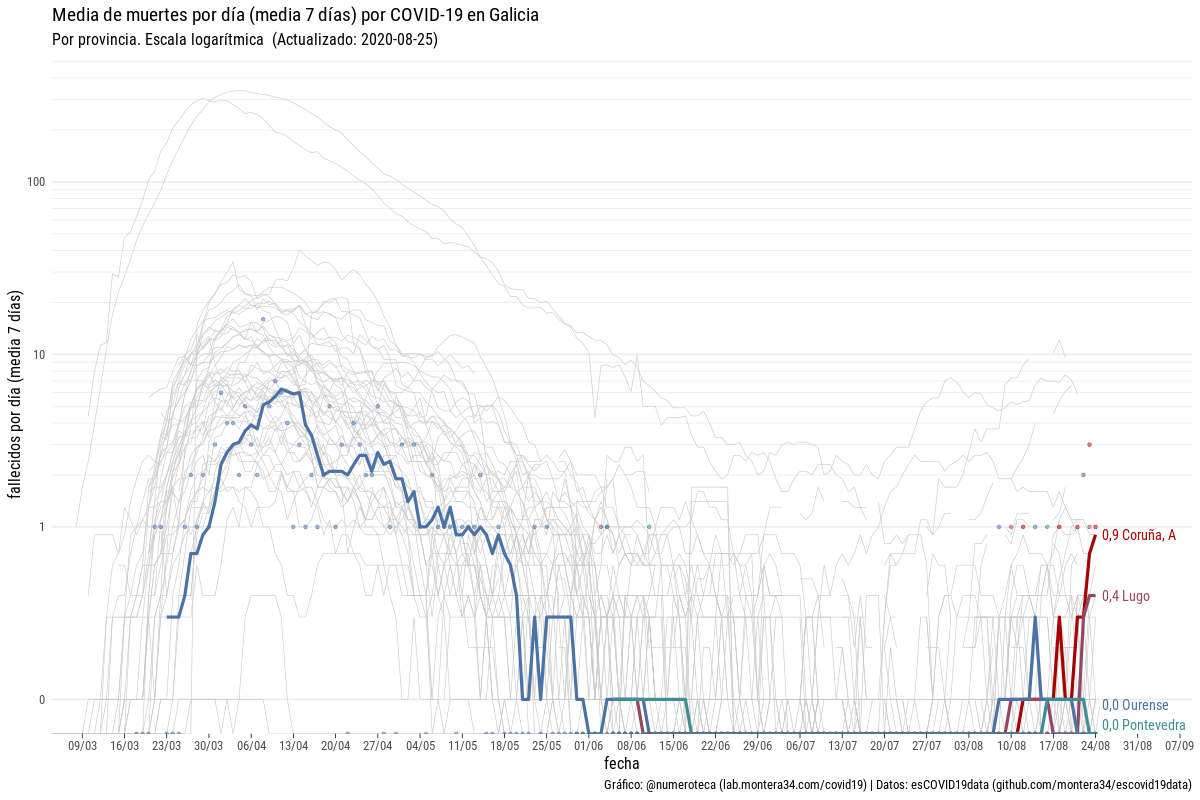 Media de muertes por día (media 7 días) por COVID-19 en Galicia
Por provincia. Escala logarítmica (Actualizado: 2020-08-25)
fallecidos por día (media 7 días)
100
10
1
0
0,9 Coruña, A
0,4 Lugo
0,0 Ourense
0,0 Pontevedra
09/03 16/03 23/03 30/03 06/04 13/04 20/04 27/04 04/05 11/05 18/05 25/05 01/06 08/06 15/06 22/06 29/06 06/07 13/07 20/07 27/07 03/08 10/08 17/08 24/08 31/08 07/09
fecha
Gráfico: @numeroteca (lab.montera34.com/covid19) | Datos: esCOVID19data (github.com/montera34/escovid19data)